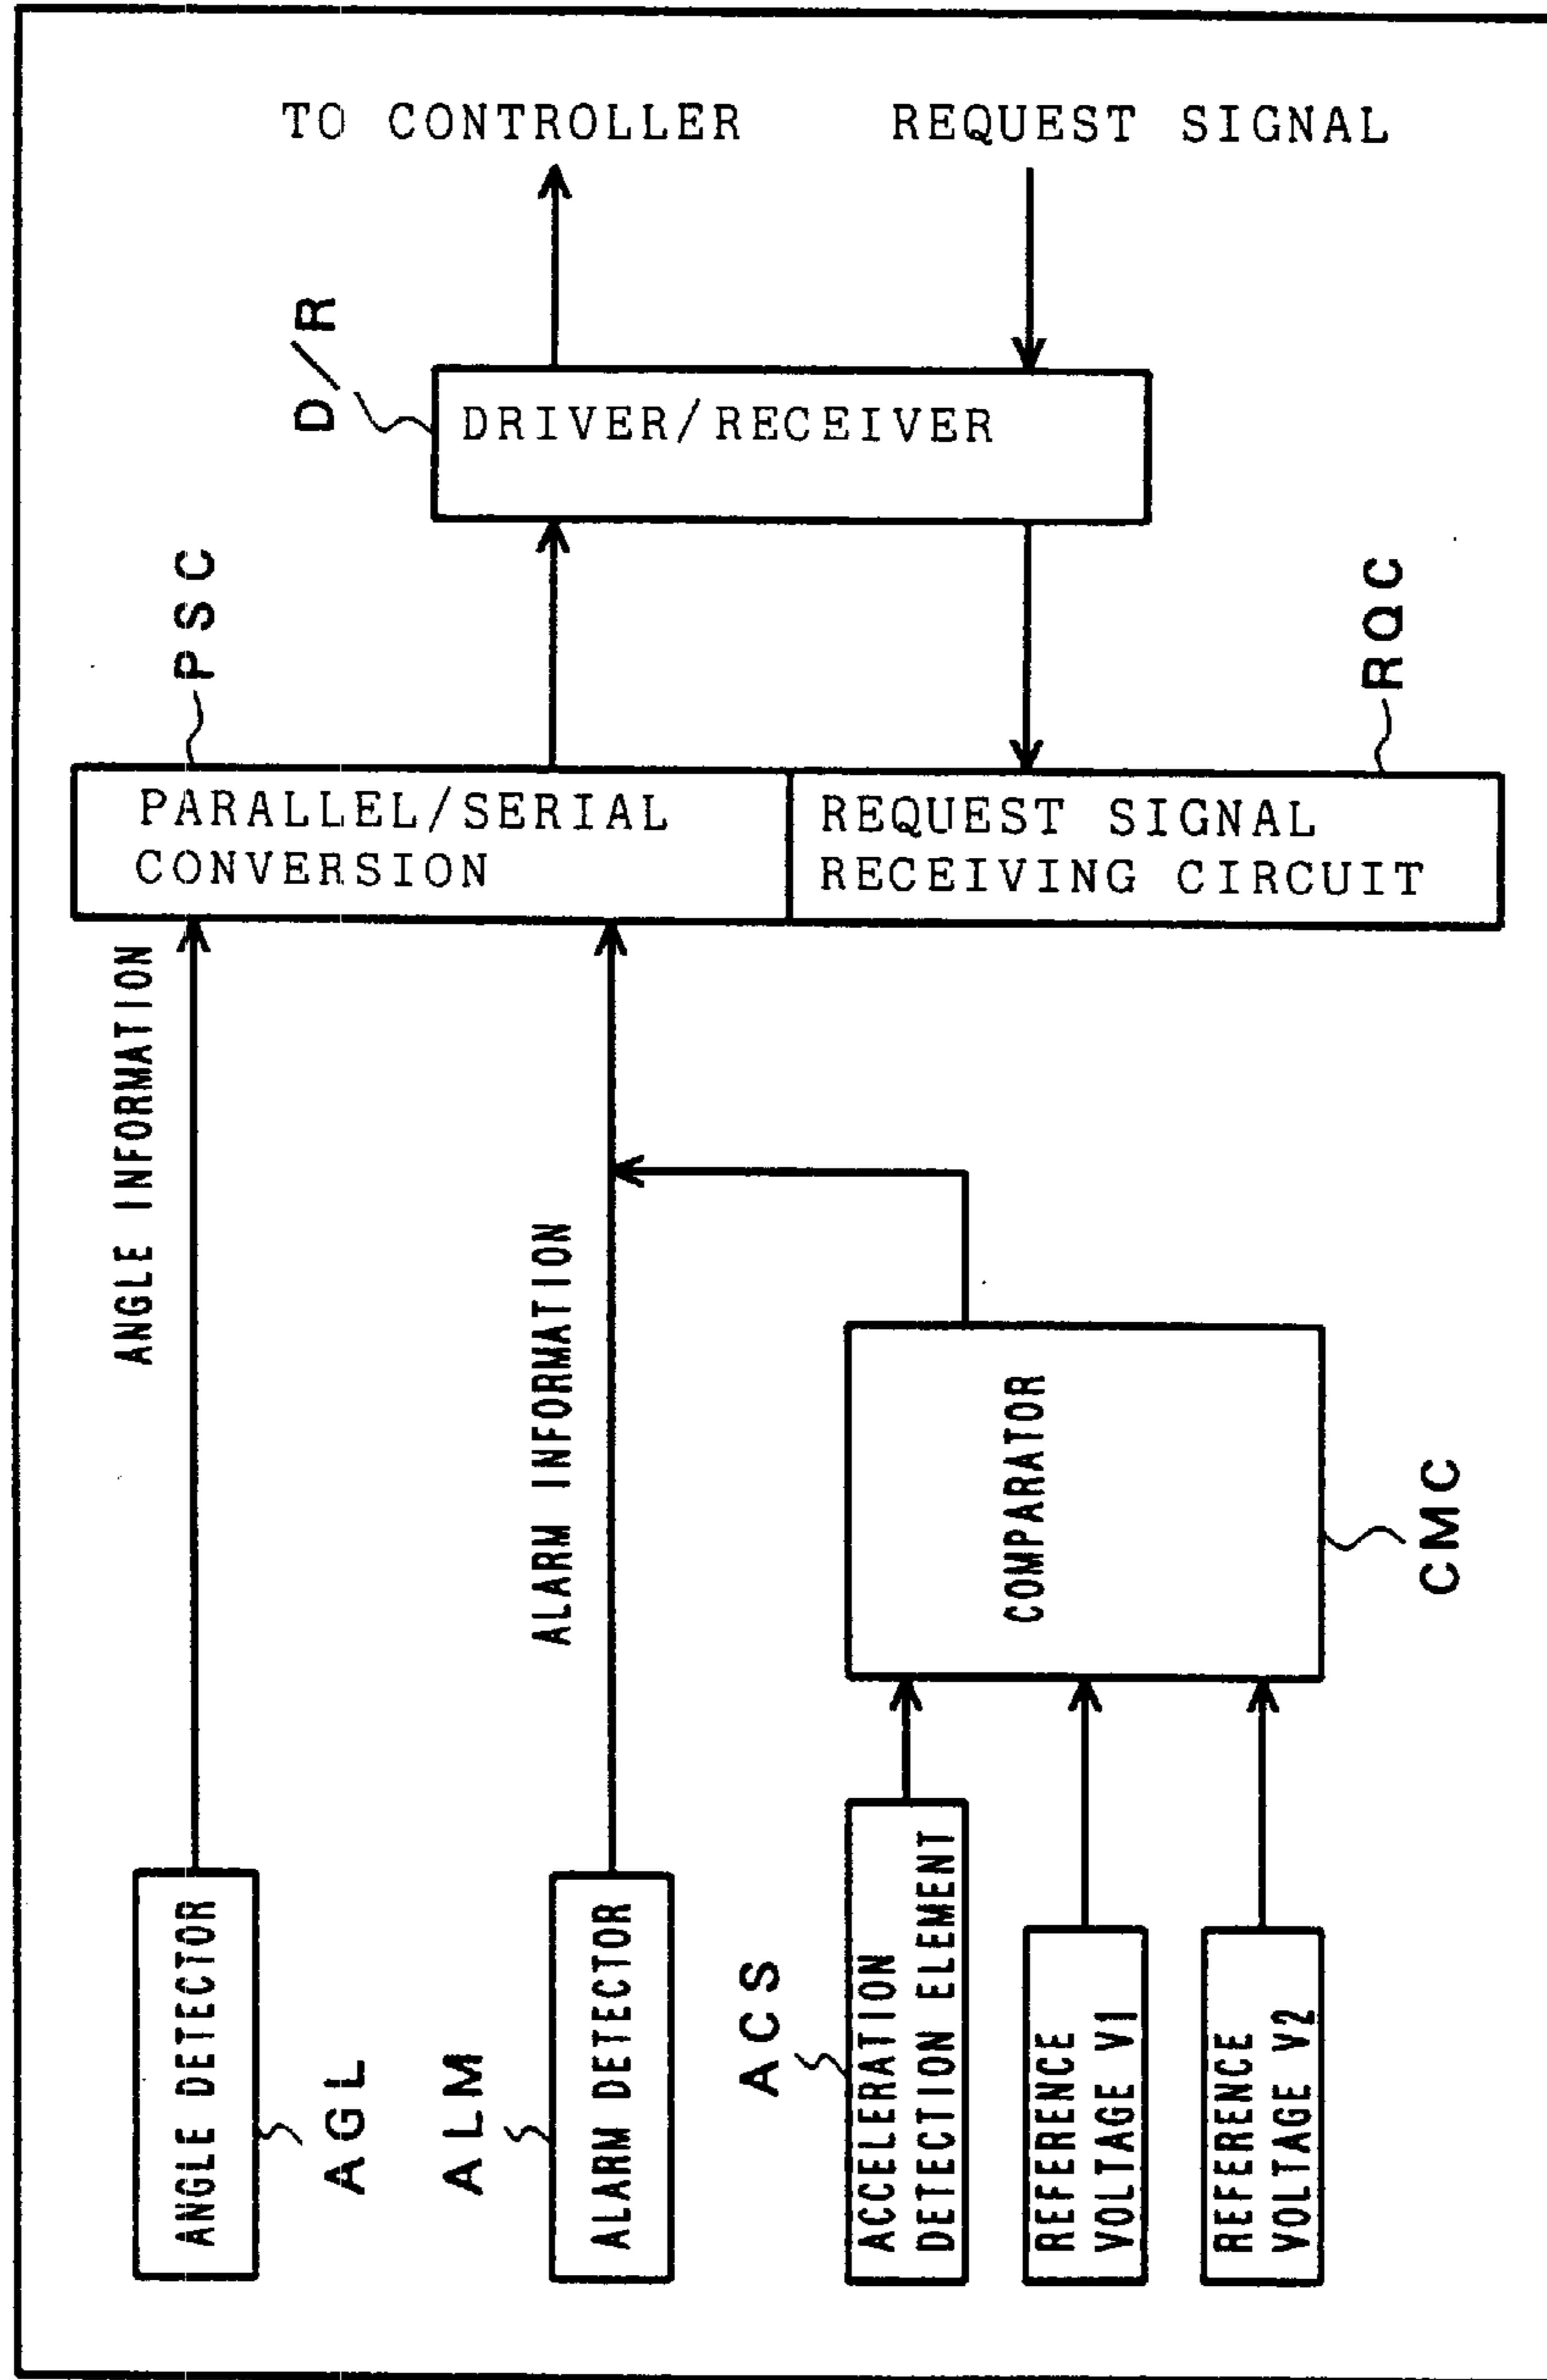 TO CONTROLLER
REQUEST SIGNAL
D/R
DRIVER/RECEIVER
PSC
RQC
PARALLEL/SERIAL
CONVERSION
REQUEST SIGNAL
RECEIVING CIRCUIT
ANGLE INFORMATION
ALARM INFORMATION
COMPARATOR
CMC
ANGLE DETECTOR
AGL
ALM
ALARM DETECTOR
ACS
ACCELERATION
DETECTION ELEMENT
REFERENCE
VOLTAGE V1
REFERENCE
VOLTAGE V2